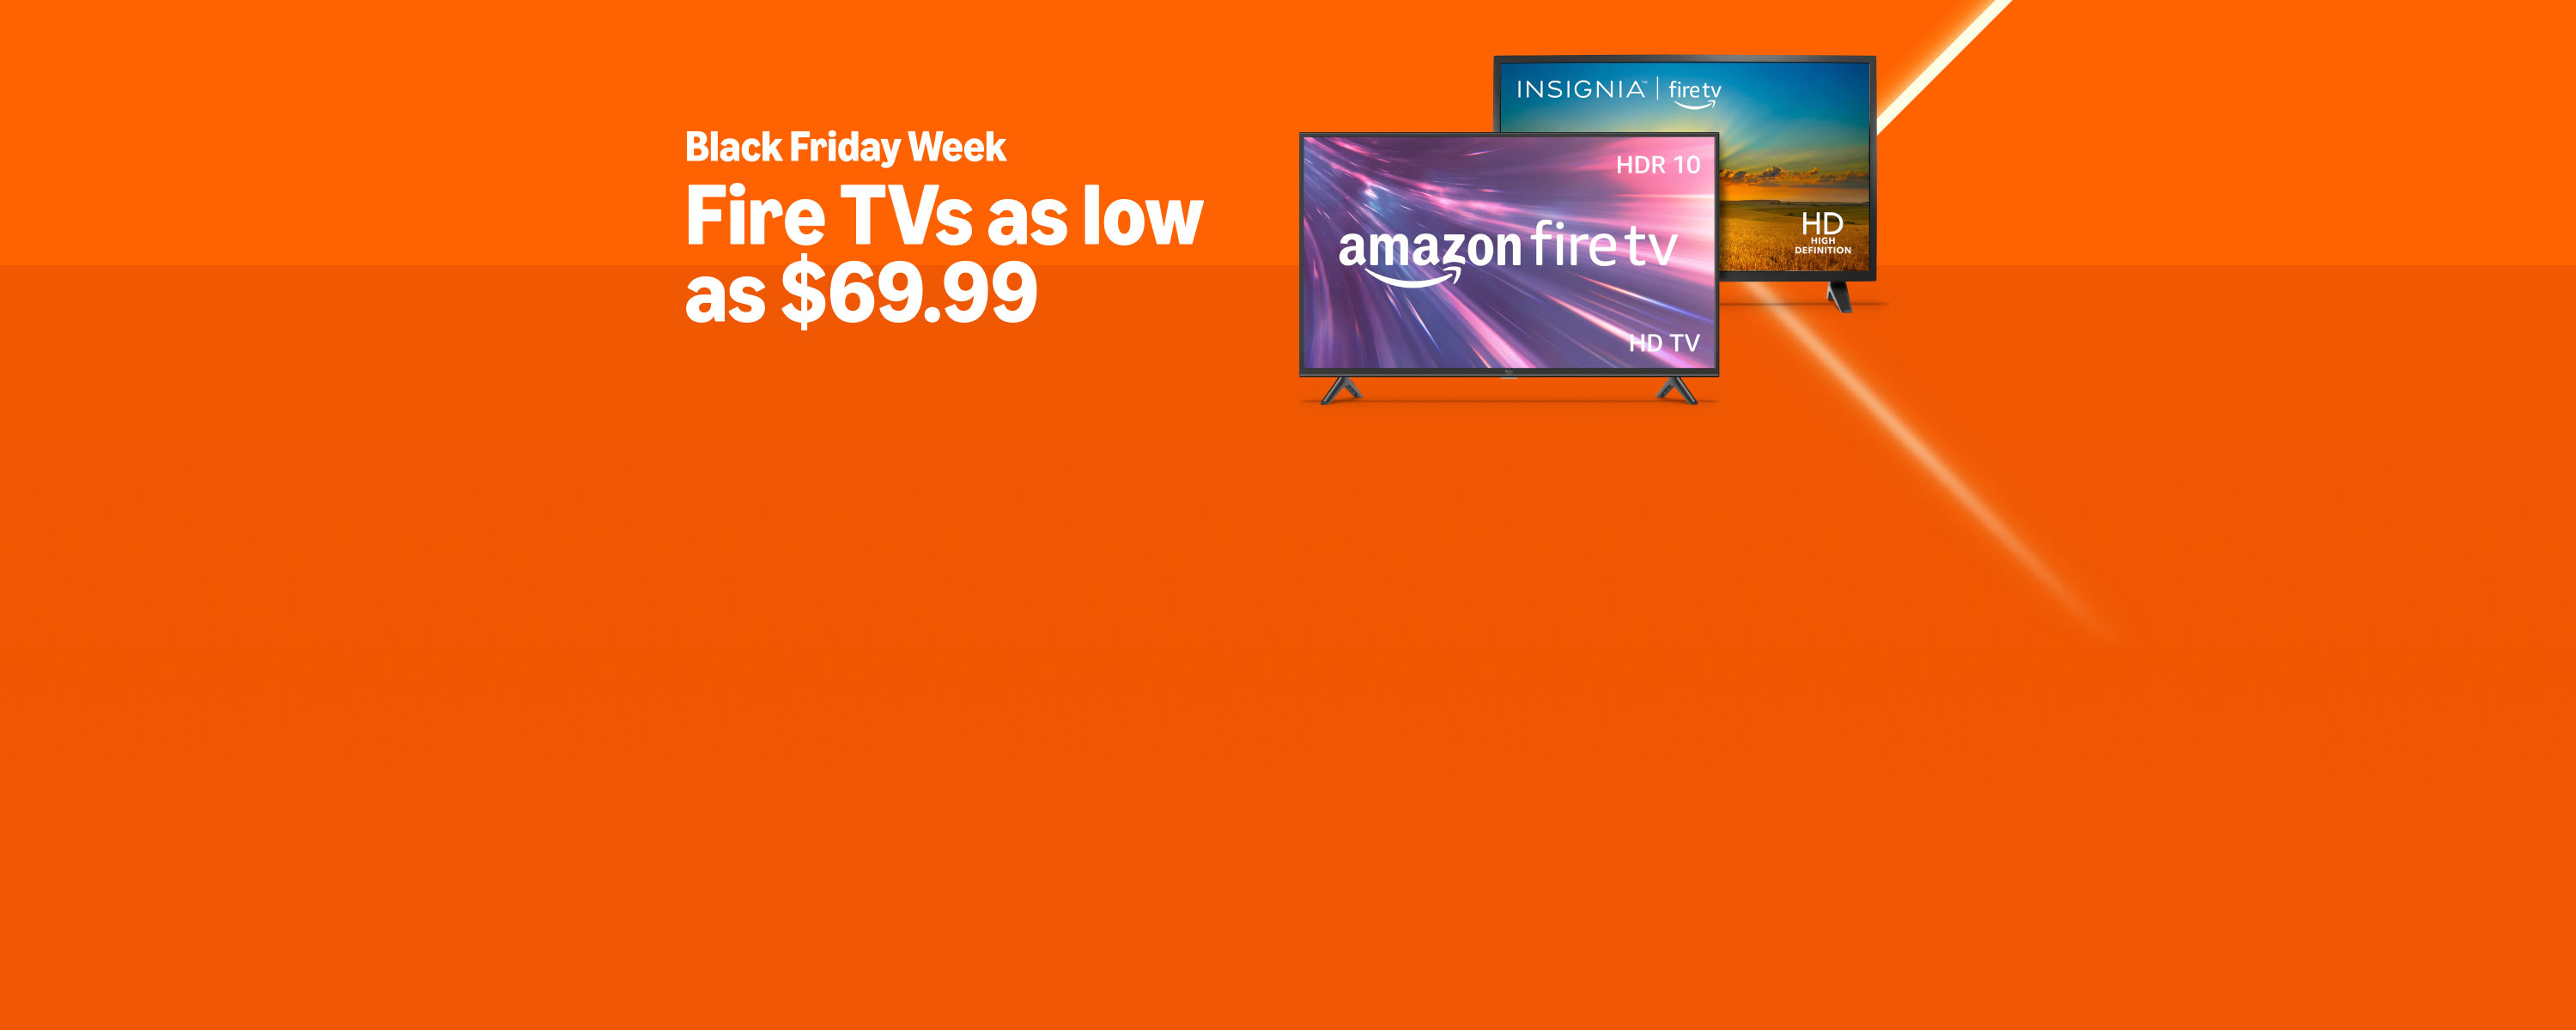 Black Friday Week
Fire TVs as low
as $69.99
INSIGNIA™ | fire tv
HD
HIGH
DEFINITION
HDR 10
amazon fire tv
HD TV